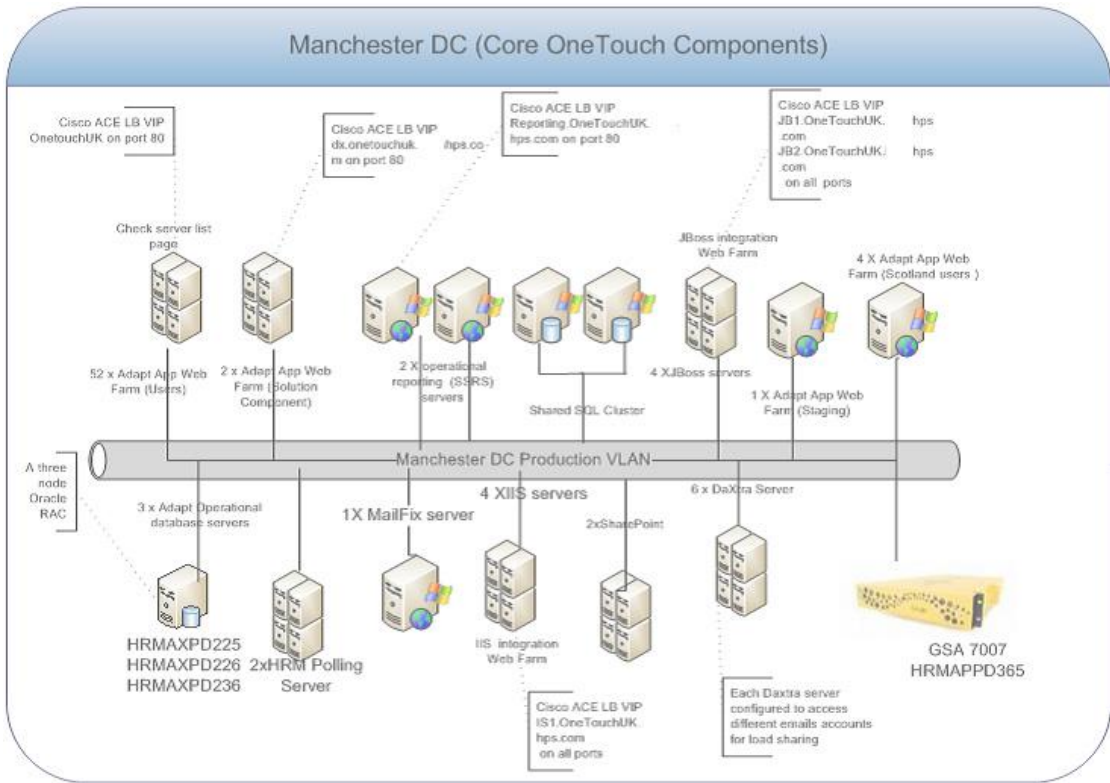 Manchester DC (Core OneTouch Components)
Cisco ACE LB VIP
OnetouchUK on port 80
Cisco ACE LB VIP
dx.onetouchuk. hps.co
m on port 80
Cisco ACE LB VIP
Reporting.OneTouchUK.
hps.com on port 80
Cisco ACE LB VIP
JB1.OneTouchUK. hps
.com
JB2.OneTouchUK. hps
.com
on all ports
Check server list
page
JBoss integration
Web Farm
4 X Adapt App Web
Farm (Scotland users )
52 x Adapt App Web
Farm (Users)
2 x Adapt App Web
Farm (Solution
Component)
2 X operational
reporting (SSRS)
servers
Shared SQL Cluster
4 XJBoss servers
1 X Adapt App Web
Farm (Staging)
Manchester DC Production VLAN
A three
node
Oracle
RAC
3 x Adapt Operational
database servers
1X MailFix server
4 XIIS servers
2xSharePoint
6 x DaXtra Server
HRMAXPD225
HRMAXPD226
HRMAXPD236
2xHRM Polling
Server
IIS integration
Web Farm
GSA 7007
HRMAPPD365
Cisco ACE LB VIP
IS1.OneTouchUK.
hps.com
on all ports
Each Daxtra server
configured to access
different emails accounts
for load sharing